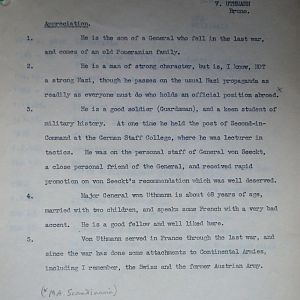 V. UTHMANN
Bruno.
Appreciation.
1. He is the son of a General who fell in the last war,
and comes of an old Pomeranian family.
2. He is a man of strong character, but is, I know, NOT
a strong Nazi, though he passes on the usual Nazi propaganda as
readily as everyone must do who holds an official position abroad.
3. He is a good soldier (Guardsman), and a keen student of
military history. At one time he held the post of Second-in-
Command at the German Staff College, where he was lecturer in
tactics. He was on the personal staff of General von Seeckt,
a close personal friend of the General, and received rapid
promotion on von Seeckt's recommendation which was well deserved.
4. Major General von Uthmann is about 48 years of age,
married with two children, and speaks some French with a very bad
accent. He is a good fellow and well liked here.
5. Von Uthmann served in France through the last war, and
since the war has done some attachments to Continental Armies,
including I remember, the Swiss and the former Austrian Army.
(M.A. Scandinavia)